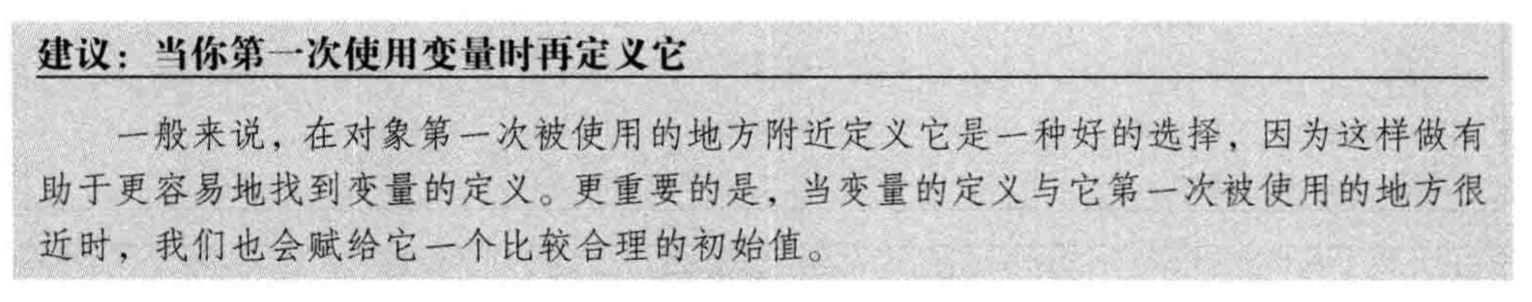 建议：当你第一次使用变量时再定义它
一般来说，在对象第一次被使用的地方附近定义它是一种好的选择，因为这样做有
助于更容易地找到变量的定义。更重要的是，当变量的定义与它第一次被使用的地方很
近时，我们也会赋给它一个比较合理的初始值。